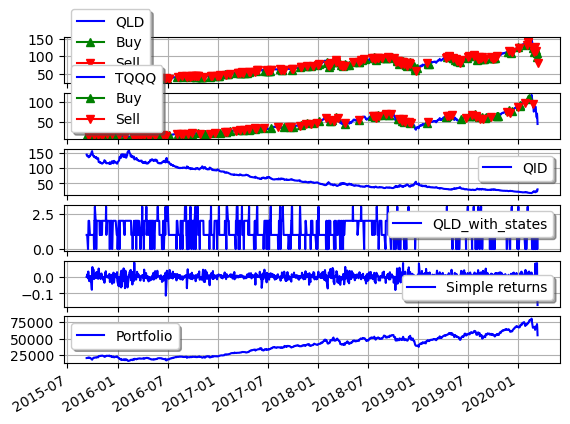 QLD
Buy
Sell
150
100
50
TQQQ
Buy
Sell
100
50
150
100
50
QID
2.5
0.0
QLD_with_states
0.0
−0.1
Simple returns
75000
50000
25000
Portfolio
2015-07
2016-01
2016-07
2017-01
2017-07
2018-01
2018-07
2019-01
2019-07
2020-01